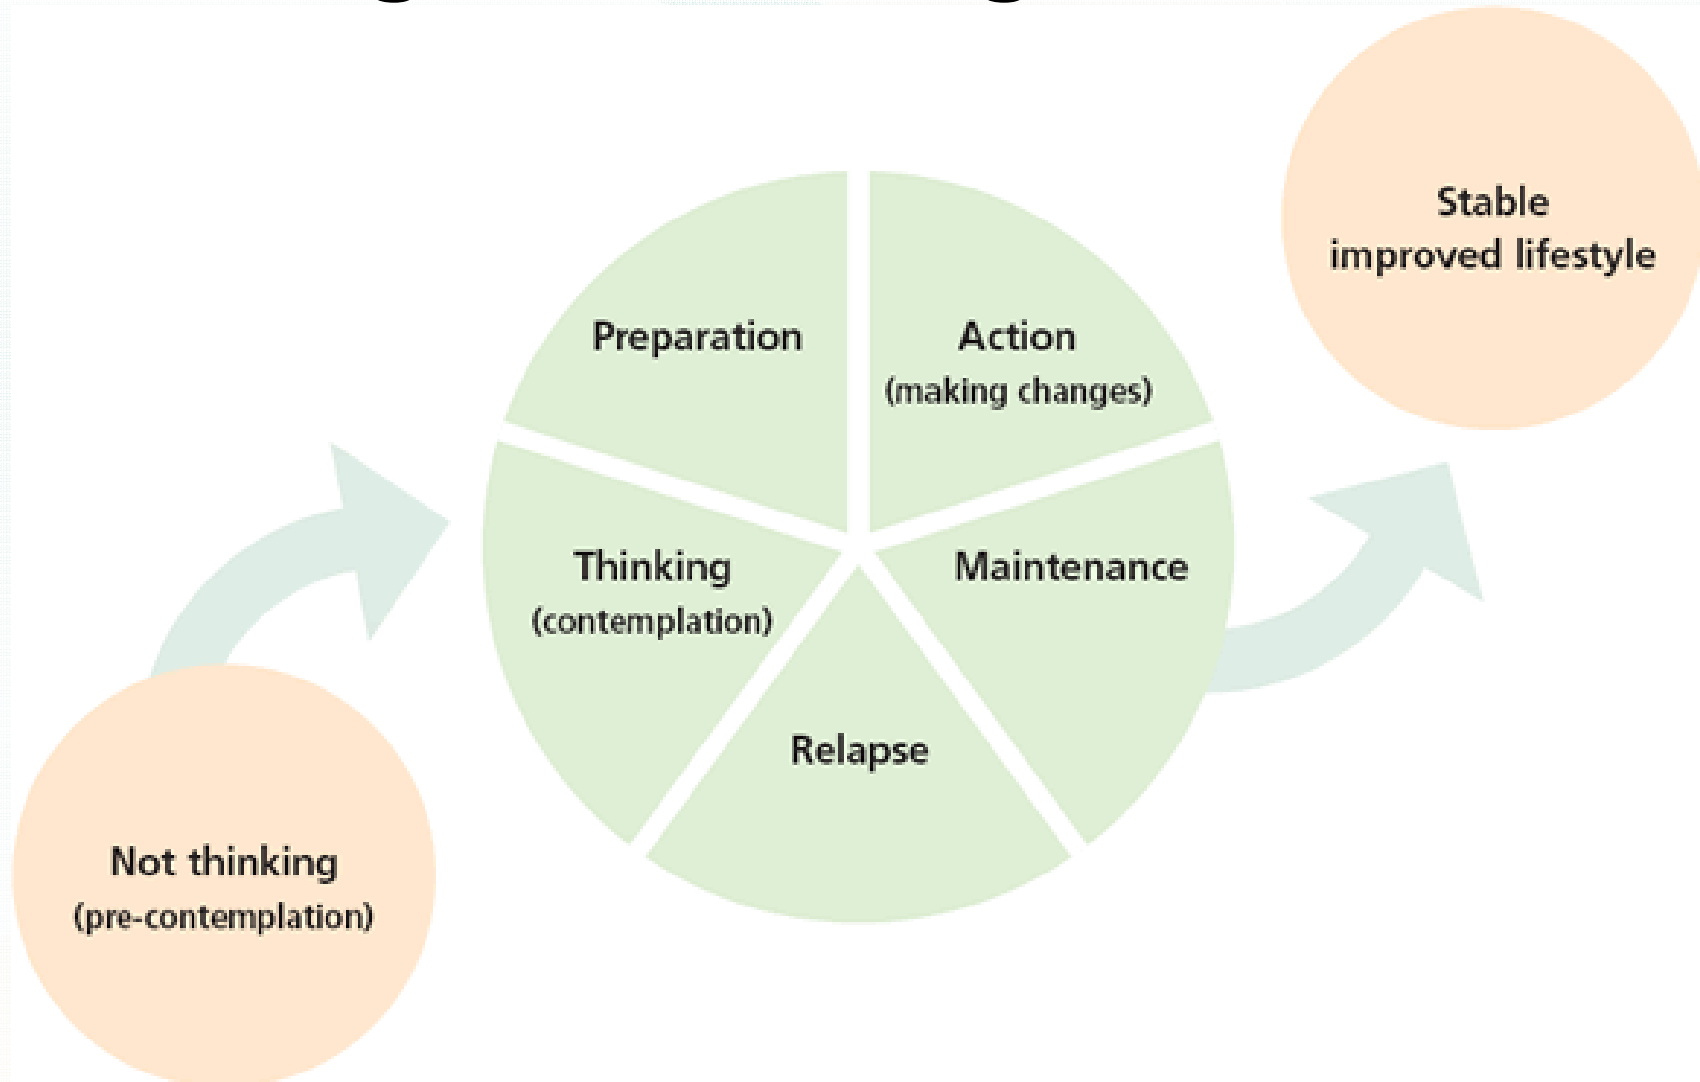 Stable
improved lifestyle
Preparation
Action
(making changes)
Thinking
(contemplation)
Maintenance
Relapse
Not thinking
(pre-contemplation)